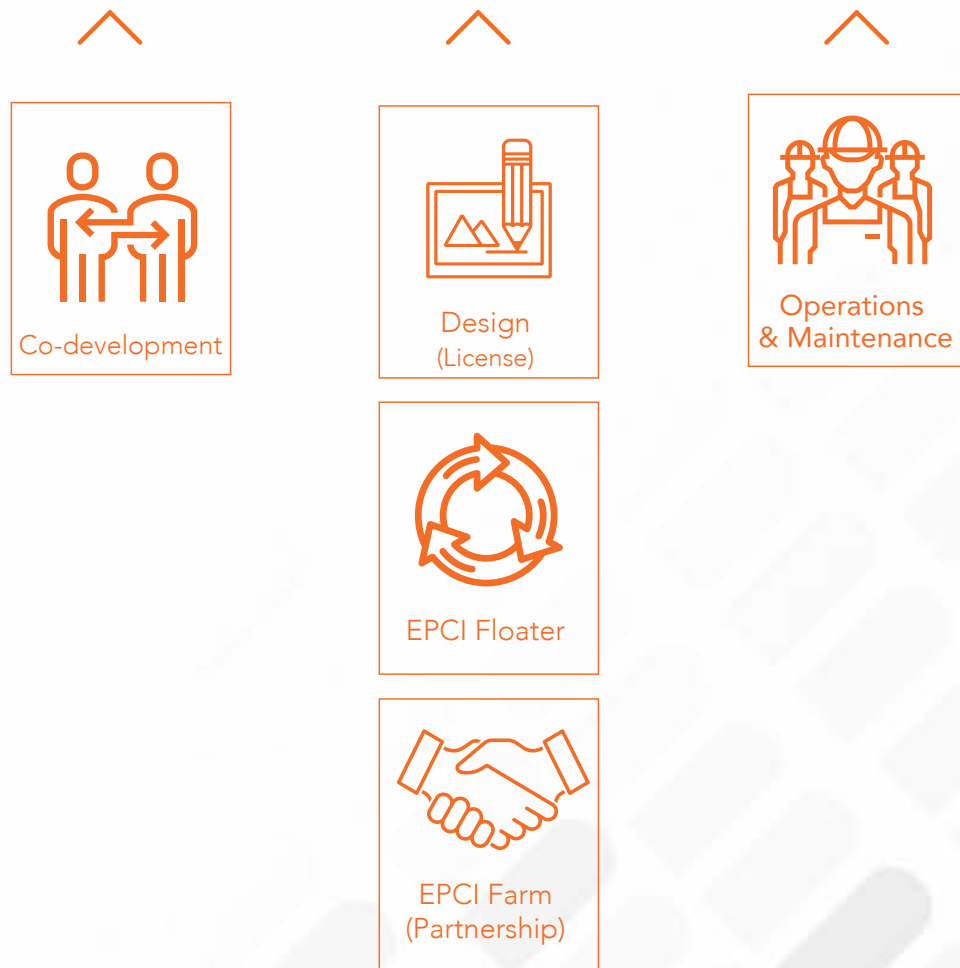 Co-development
Design
(License)
Operations
& Maintenance
EPCI Floater
EPCI Farm
(Partnership)